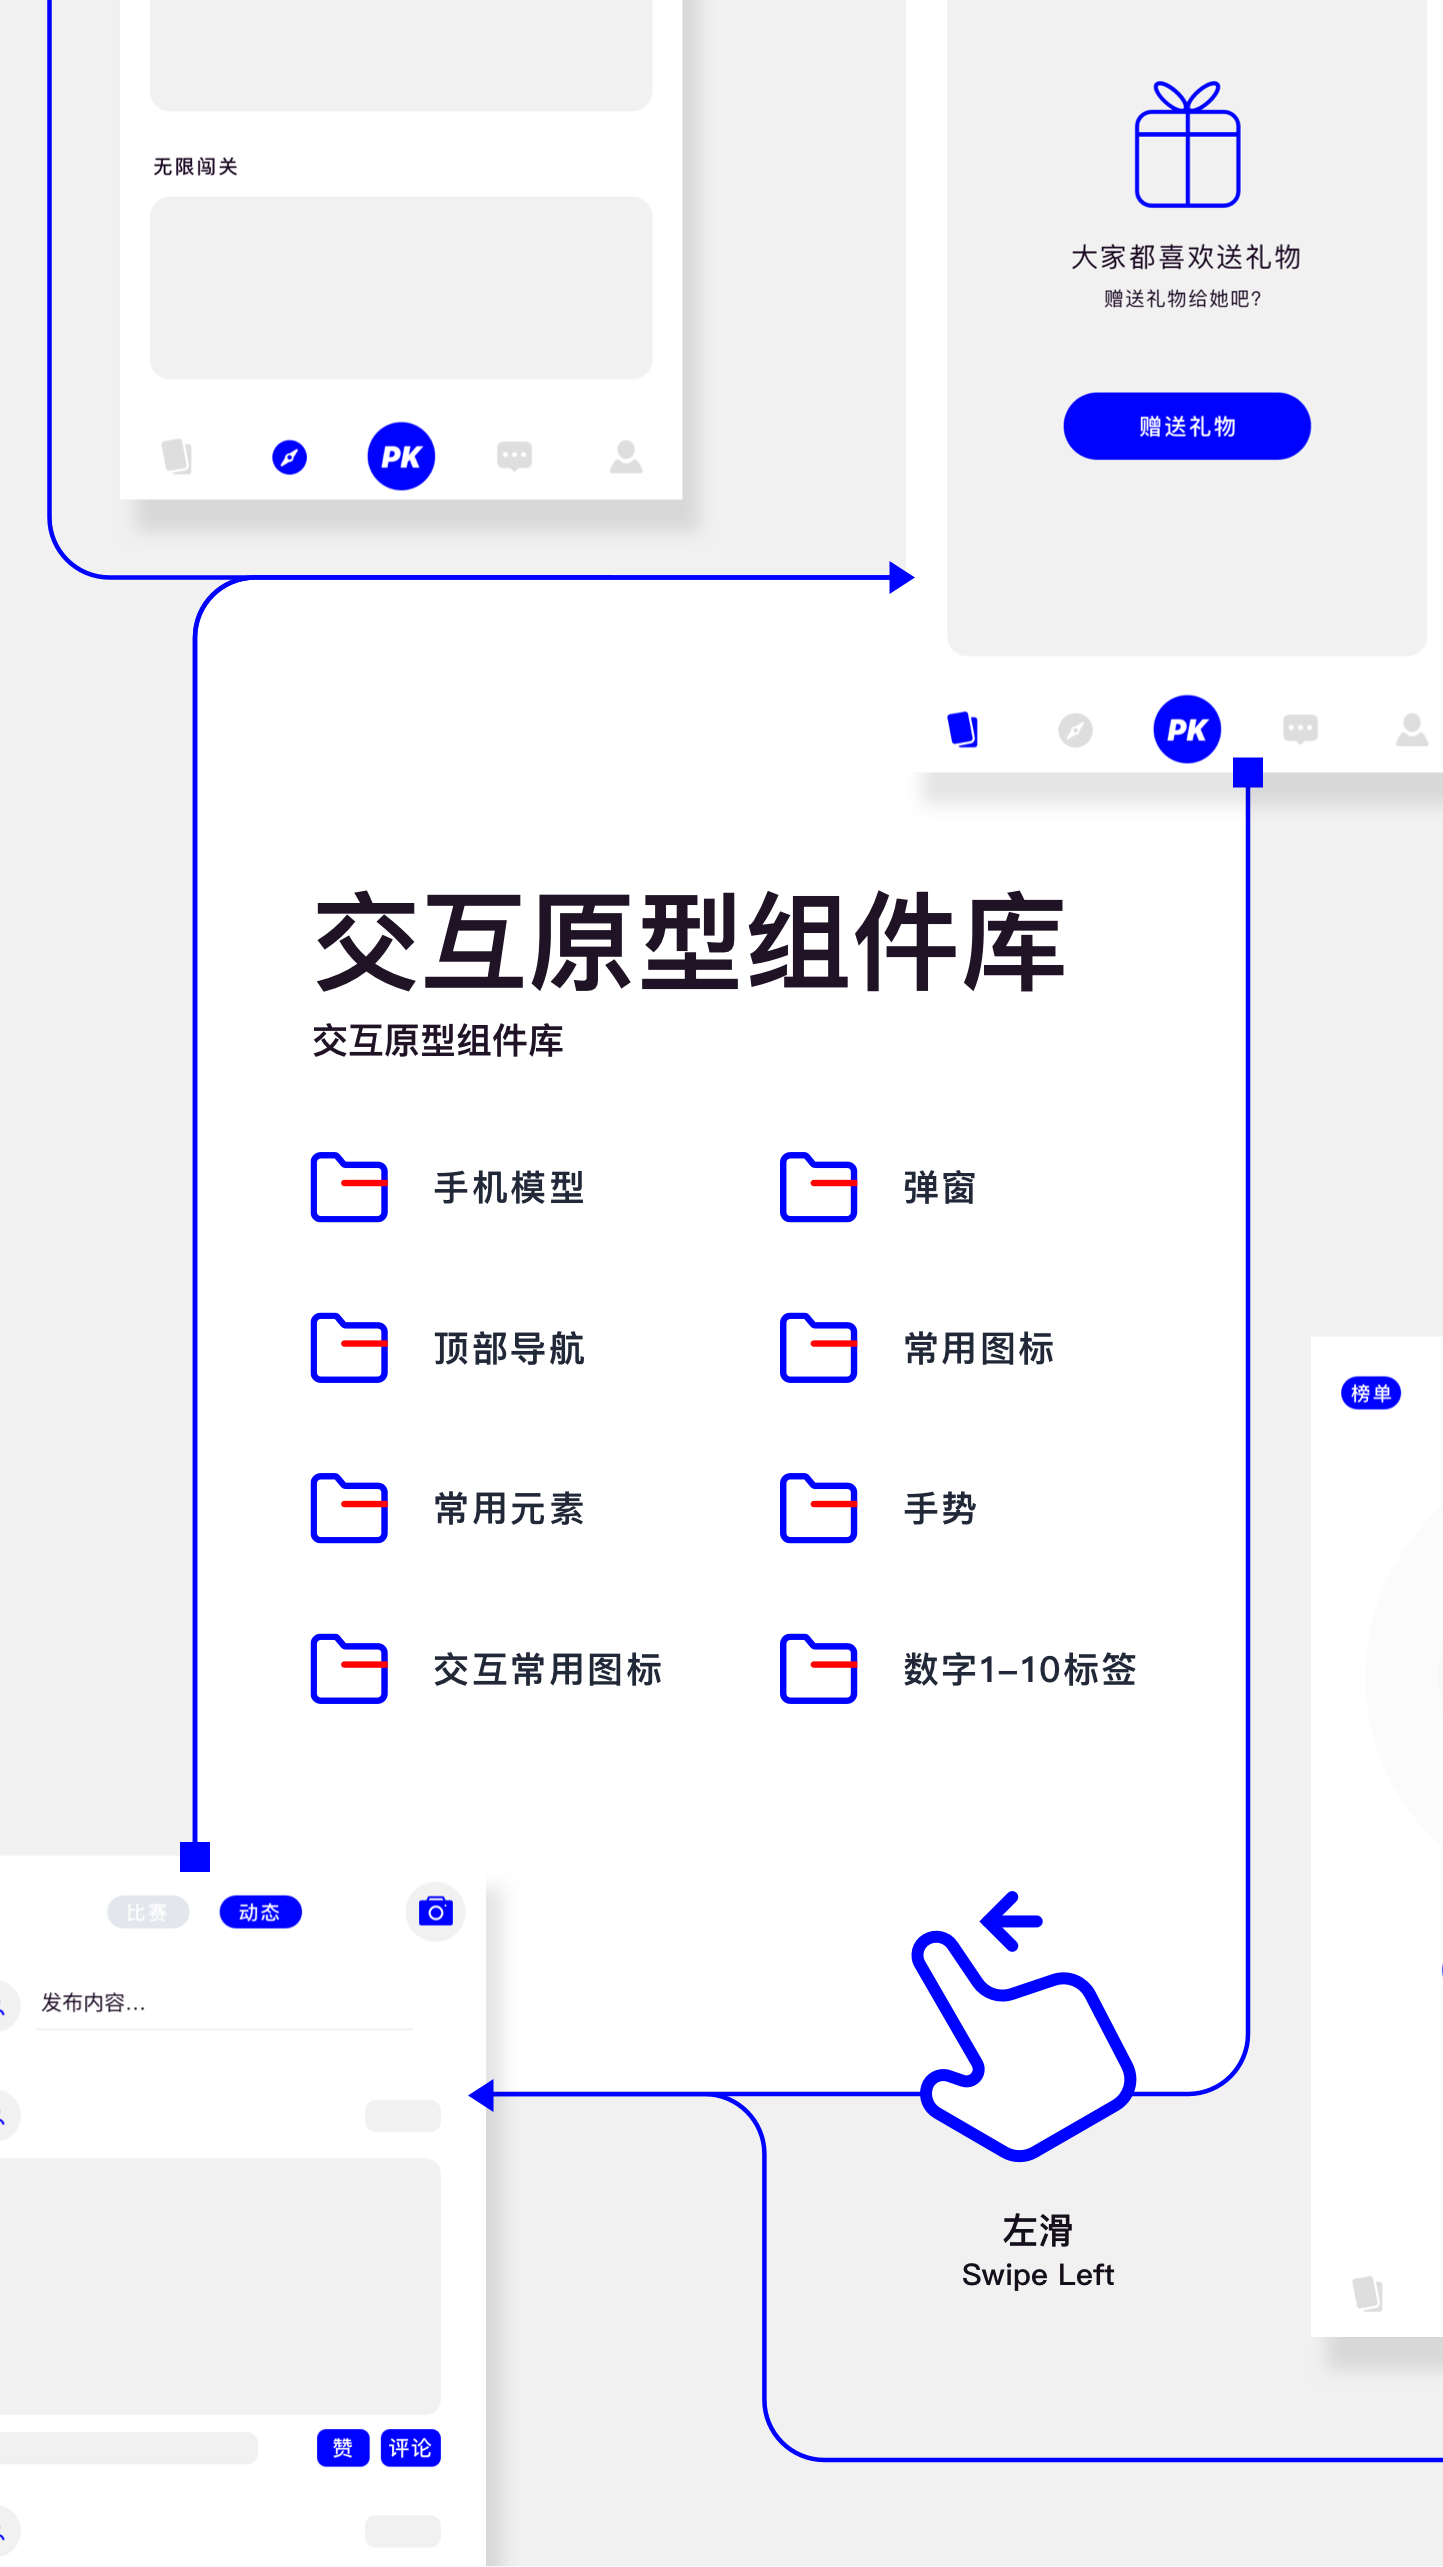 无限闯关
PK
大家都喜欢送礼物
赠送礼物给她吧?
赠送礼物
PK
交互原型组件库
交互原型组件库
手机模型
弹窗
顶部导航
常用图标
常用元素
手势
交互常用图标
数字1-10标签
榜单
比赛
动态
发布内容...
左滑
Swipe Left
赞
评论